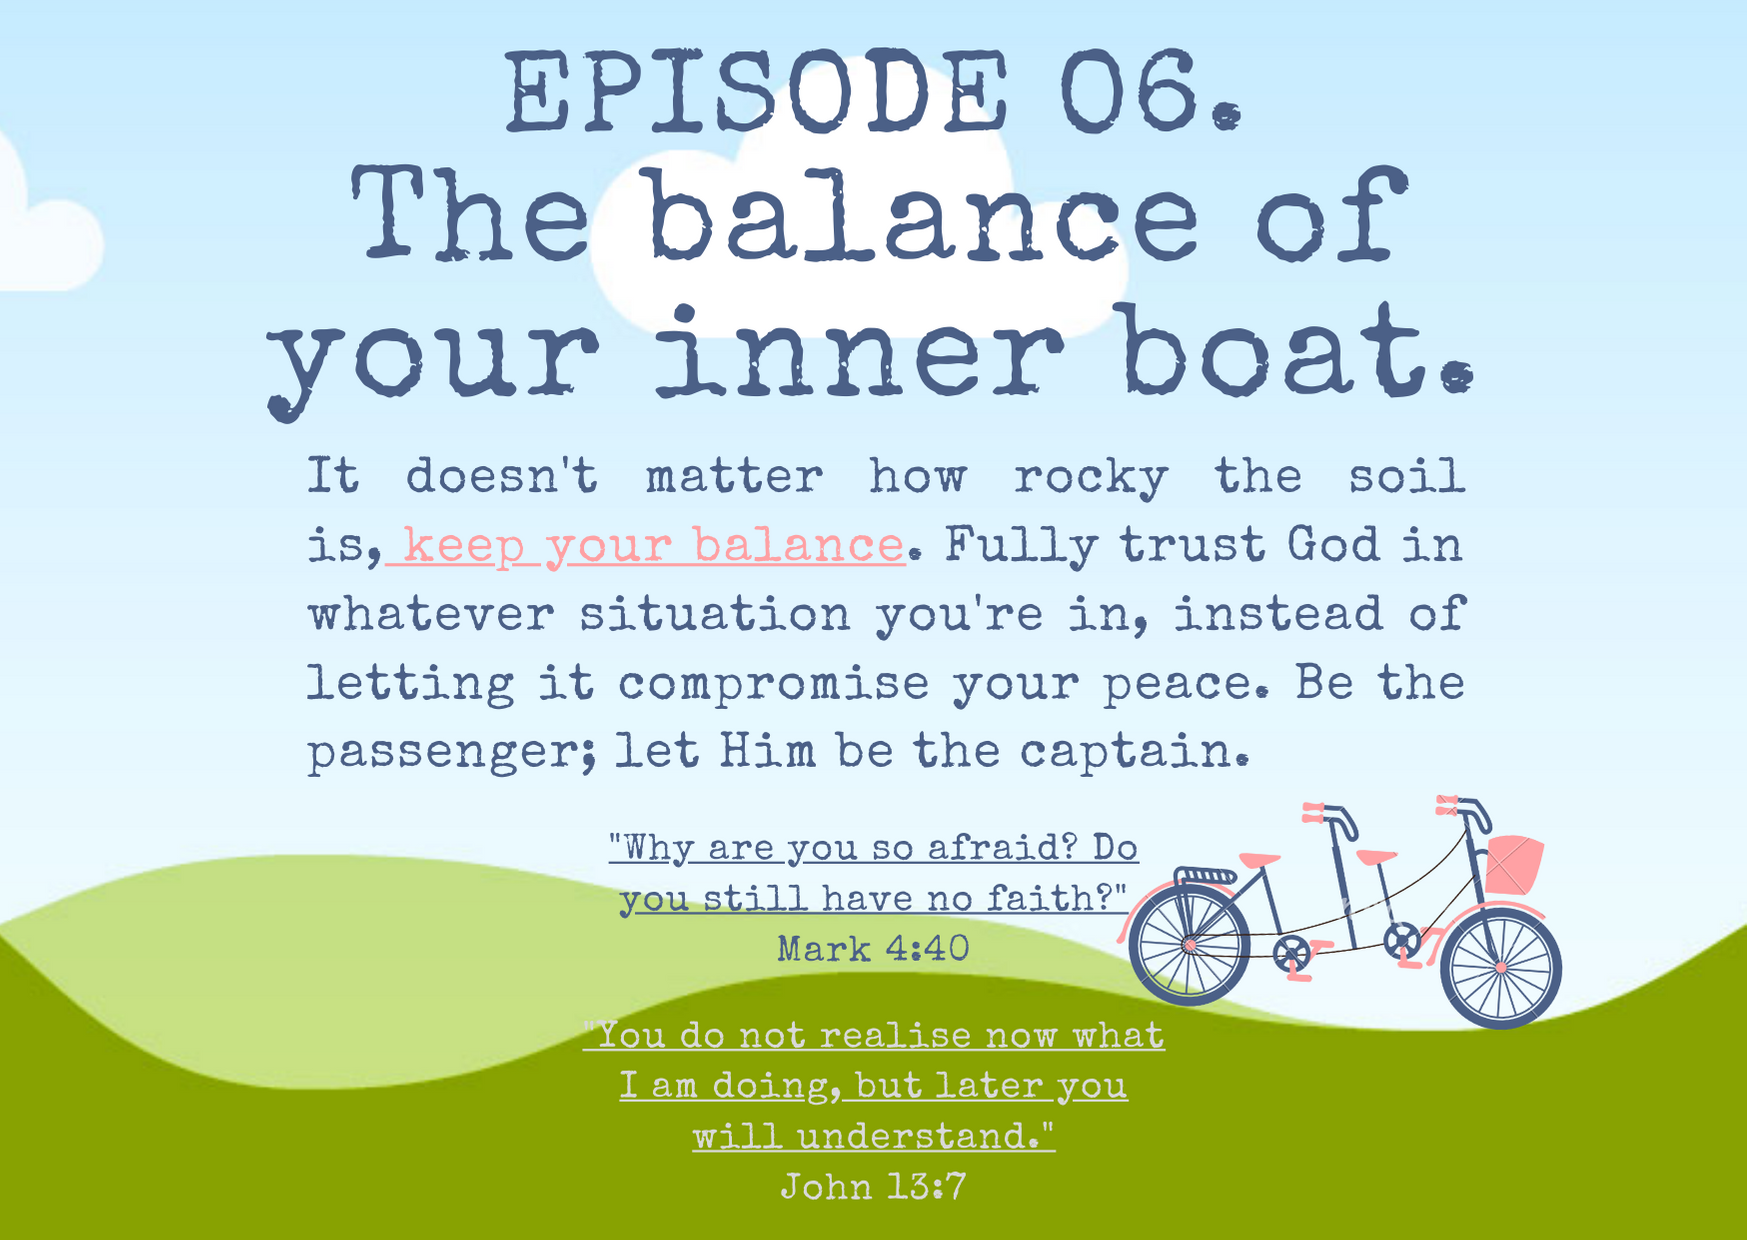 EPISODE 06.
The balance of
your inner boat.
It doesn't matter how rocky the soil
is, keep your balance. Fully trust God in
whatever situation you're in, instead of
letting it compromise your peace. Be the
passenger; let Him be the captain.
"Why are you so afraid? Do
you still have no faith?"
Mark 4:40
"You do not realise now what
I am doing, but later you
will understand."
John 13:7